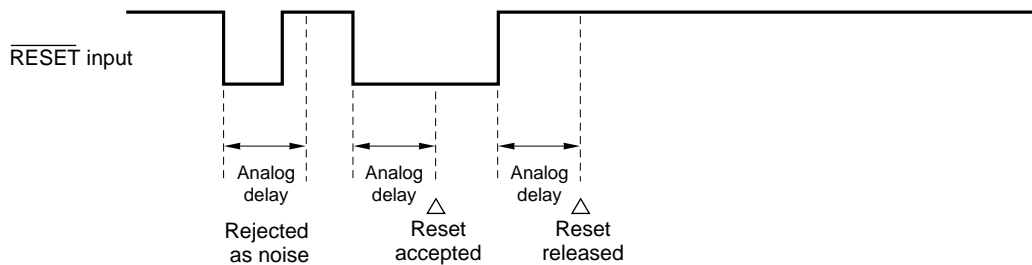 RESET input
Analog
delay
Analog
delay
Analog
delay
Rejected
as noise
Reset
accepted
Reset
released